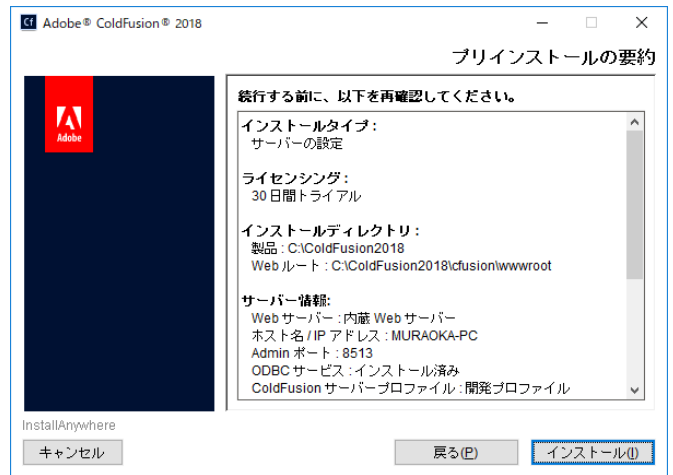 Cf Adobe® ColdFusion® 2018
プリインストールの要約
Adobe
続行する前に、以下を再確認してください。
インストールタイプ :
サーバーの設定
ライセンシング :
30 日間トライアル
インストールディレクトリ :
製品 : C:\ColdFusion2018
Web ルート : C:\ColdFusion2018\cfusion\wwwroot
サーバー情報:
Web サーバー : 内蔵 Web サーバー
ホスト名 / IP アドレス : MURAOKA-PC
Admin ポート : 8513
ODBC サービス : インストール済み
ColdFusion サーバープロファイル : 開発プロファイル
InstallAnywhere
キャンセル
戻る(P)
インストール(I)